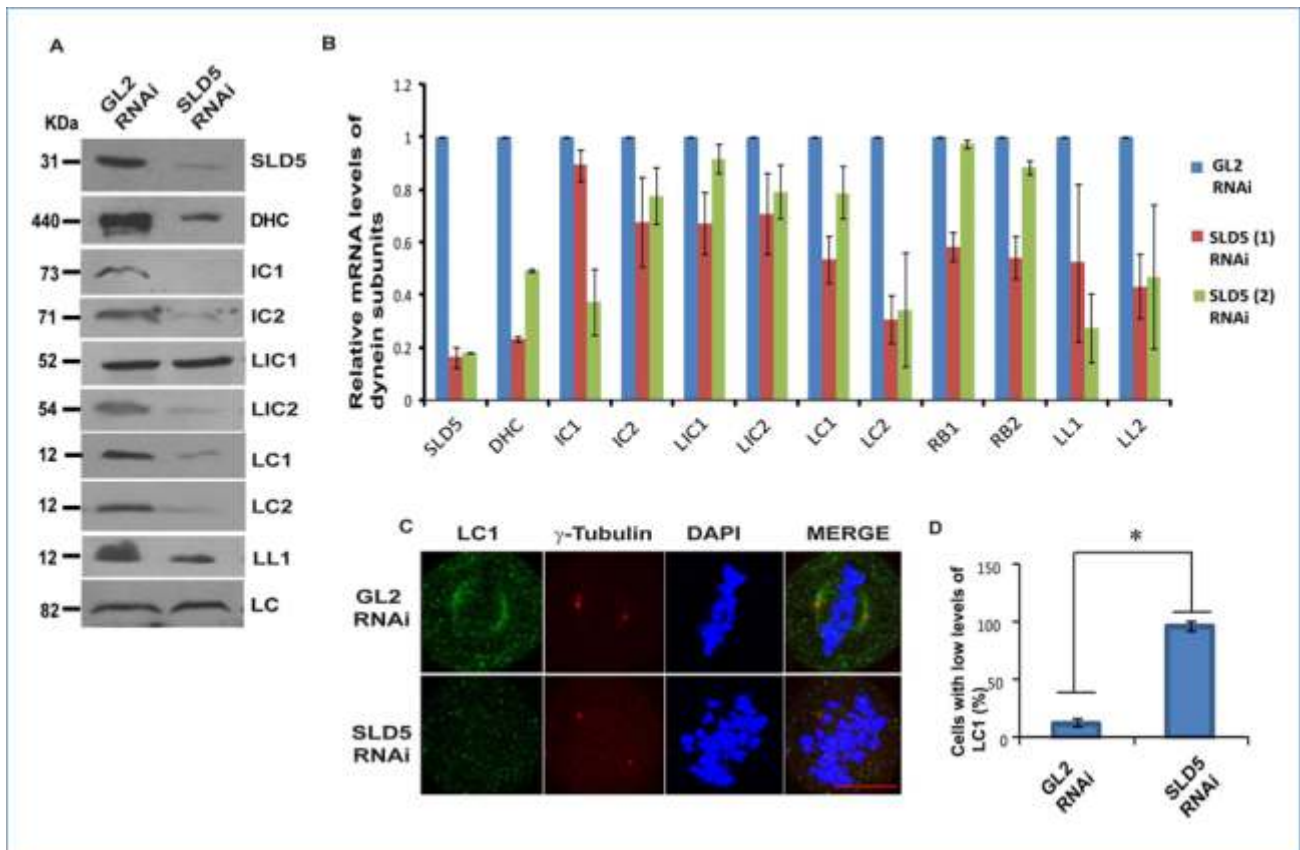 A
GL2 RNAi
SLD5 RNAi
KDa
31 SLD5
440 DHC
73 IC1
71 IC2
52 LIC1
54 LIC2
12 LC1
12 LC2
12 LL1
82 LC
B
Relative mRNA levels of
dynein subunits
1.2
1
0.8
0.6
0.4
0.2
0
SLD5 DHC IC1 IC2 LIC1 LIC2 LC1 LC2 RB1 RB2 LL1 LL2
GL2
RNAi
SLD5 (1)
RNAi
SLD5 (2)
RNAi
C
LC1 γ-Tubulin DAPI MERGE
GL2
RNAi
SLD5
RNAi
D
*
Cells with low levels of
LC1 (%)
150
100
50
0
GL2
RNAi
SLD5
RNAi